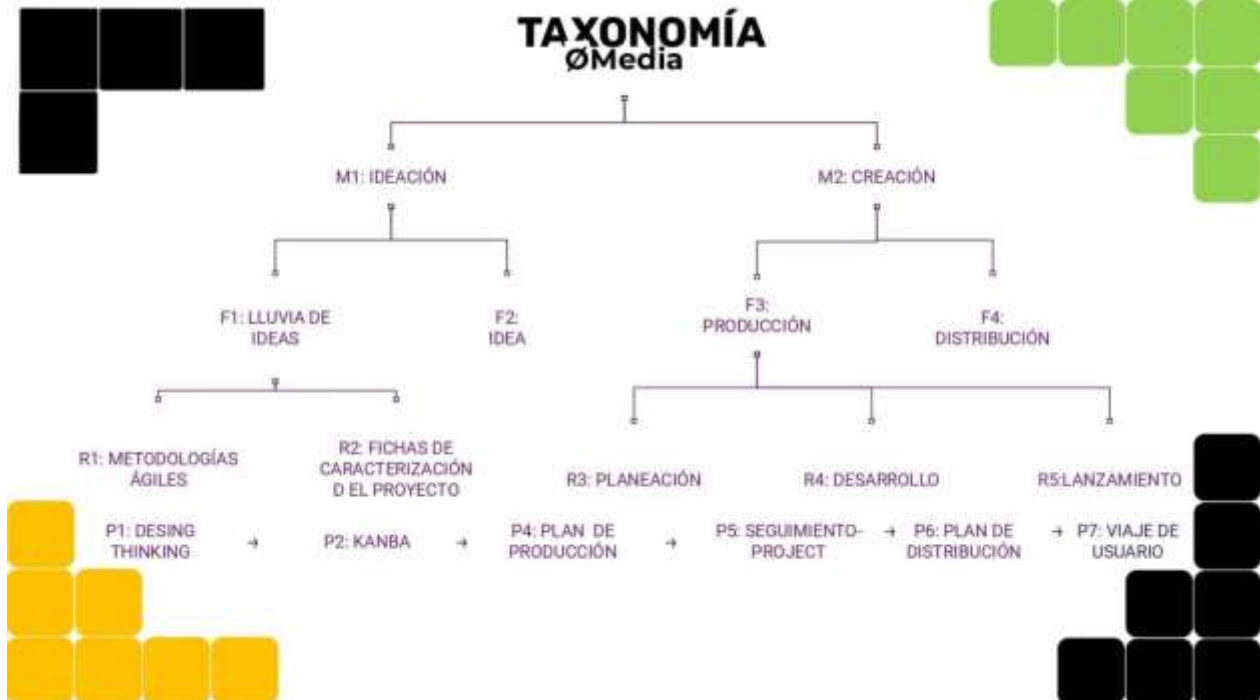 TAXONOMÍA
ØMedia
M1: IDEACIÓN
M2: CREACIÓN
F1: LLUVIA DE
IDEAS
F2:
IDEA
F3:
PRODUCCIÓN
F4:
DISTRIBUCIÓN
R1: METODOLOGÍAS
ÁGILES
R2: FICHAS DE
CARACTERIZACIÓN
D EL PROYECTO
R3: PLANEACIÓN
R4: DESARROLLO
R5:LANZAMIENTO
P1: DESING
THINKING
→
P2: KANBA
→
P4: PLAN DE
PRODUCCIÓN
→
P5: SEGUIMIENTO-
PROJECT
→
P6: PLAN DE
DISTRIBUCIÓN
→
P7: VIAJE DE
USUARIO